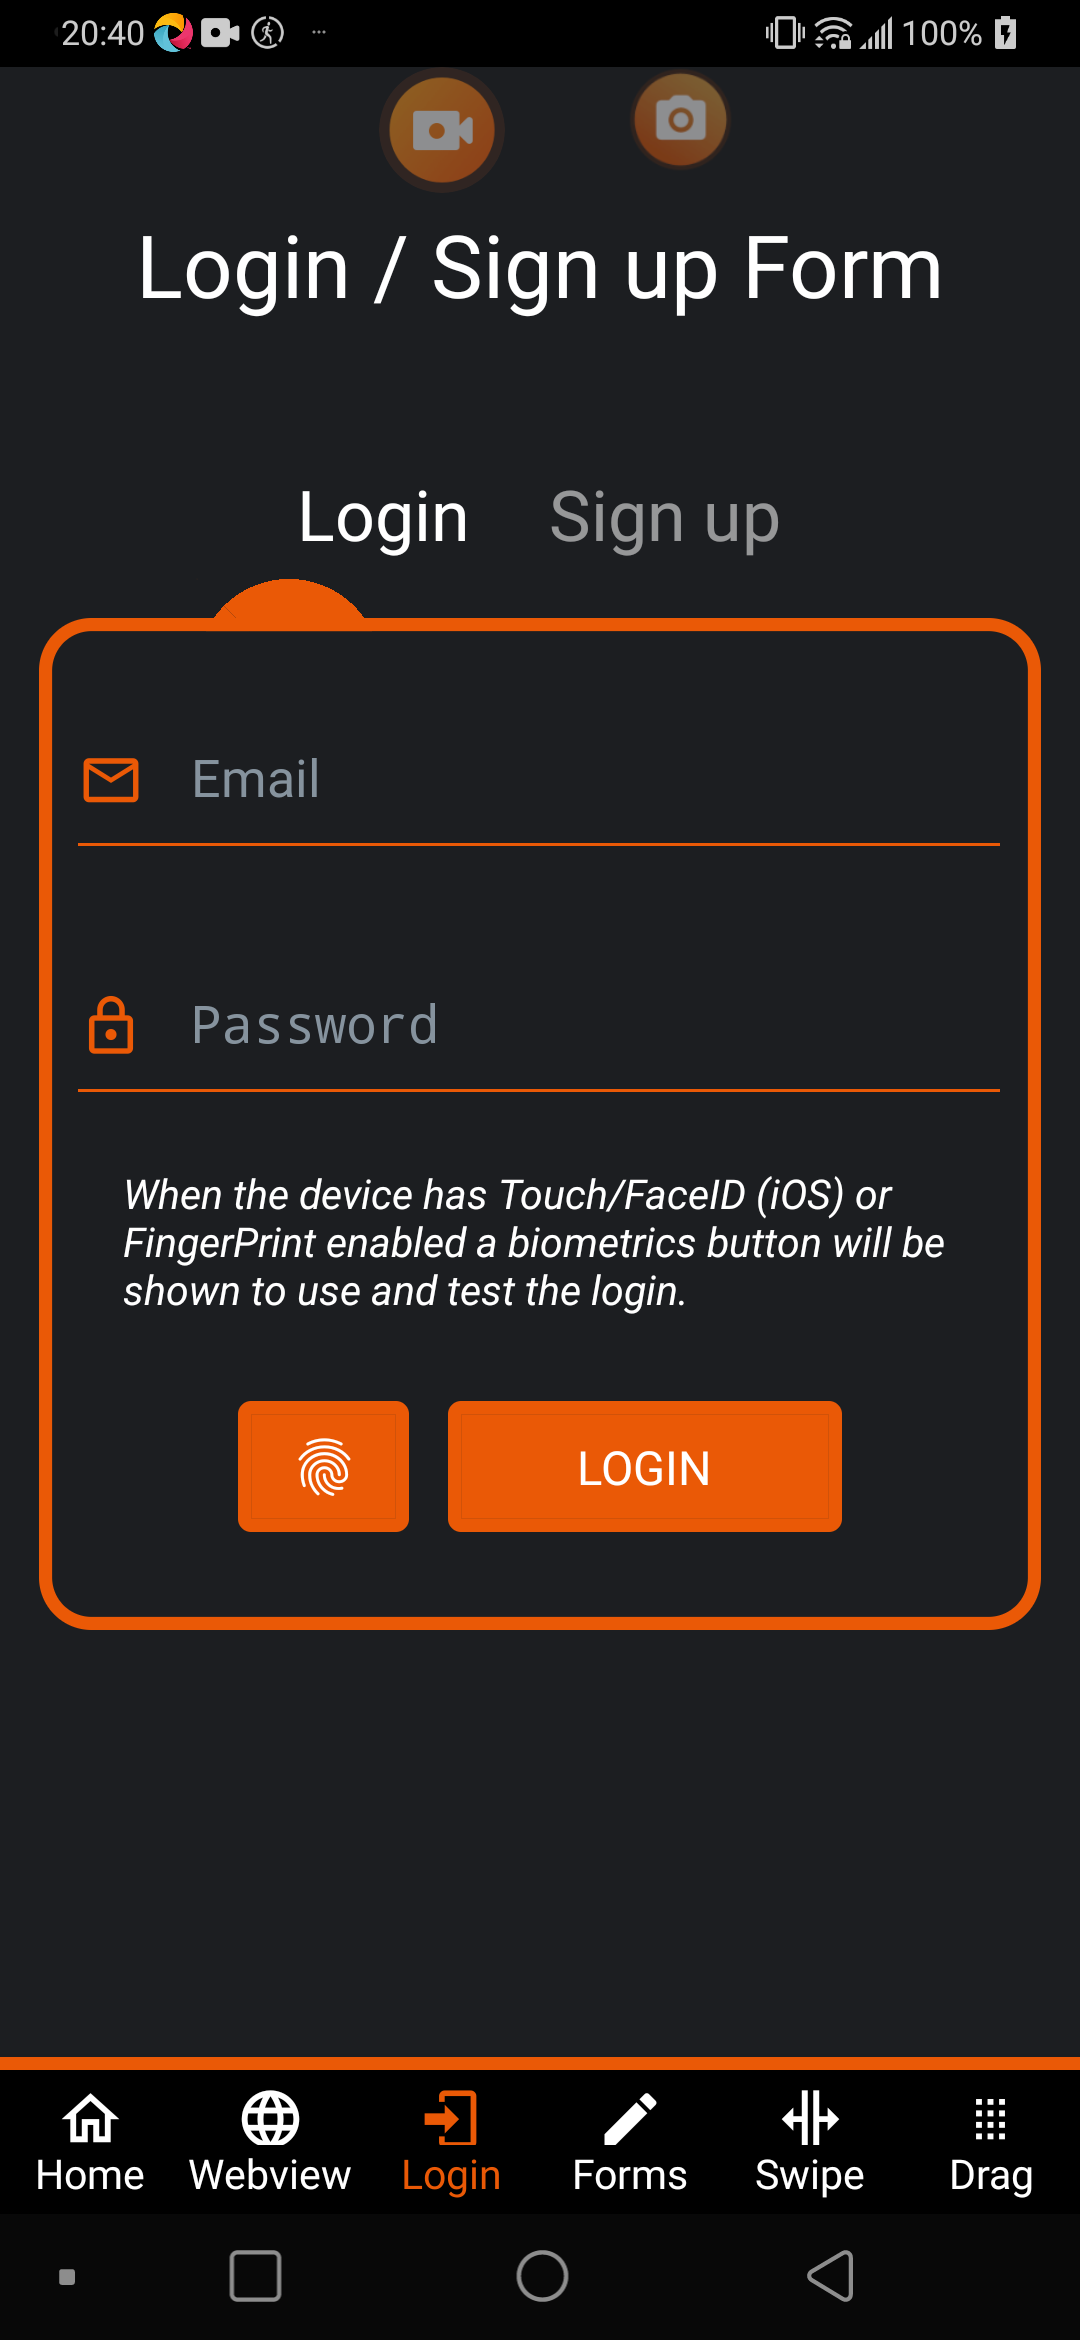 20:40
100%
Login / Sign up Form
Login Sign up
Email
Password
When the device has Touch/FaceID (iOS) or
FingerPrint enabled a biometrics button will be
shown to use and test the login.
LOGIN
Home Webview Login Forms Swipe Drag